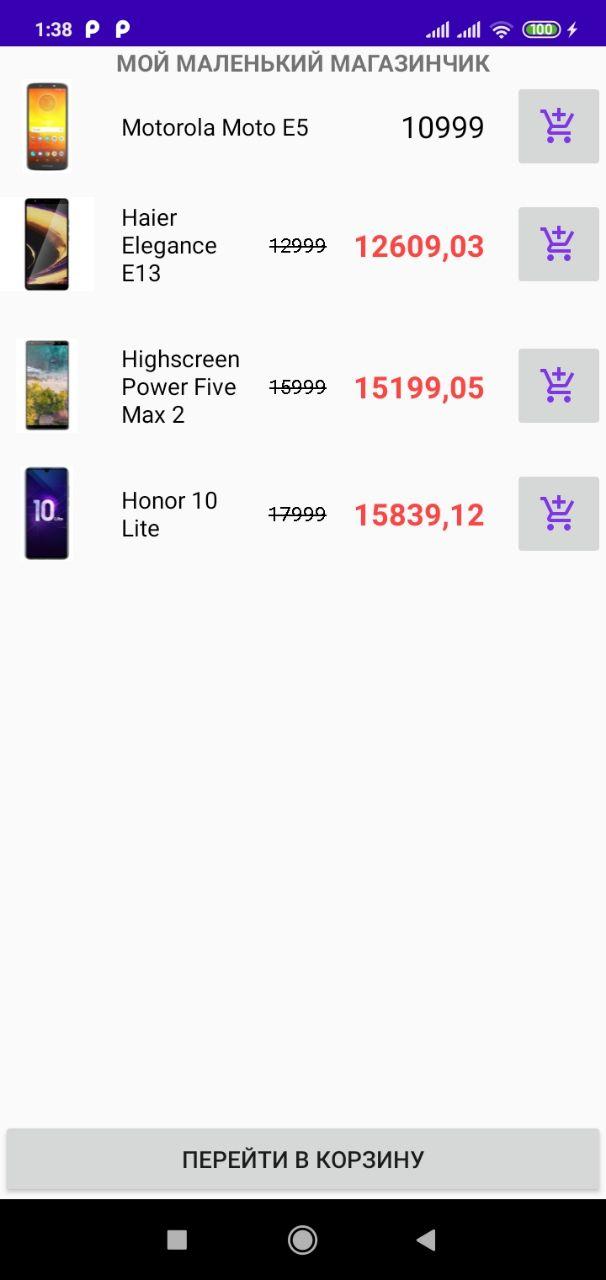 1:38
100
МОЙ МАЛЕНЬКИЙ МАГАЗИНЧИК
Motorola Moto E5
10999
Haier
Elegance
E13
12999
12609,03
Highscreen
Power Five
Max 2
15999
15199,05
Honor 10
Lite
17999
15839,12
10
ПЕРЕЙТИ В КОРЗИНУ